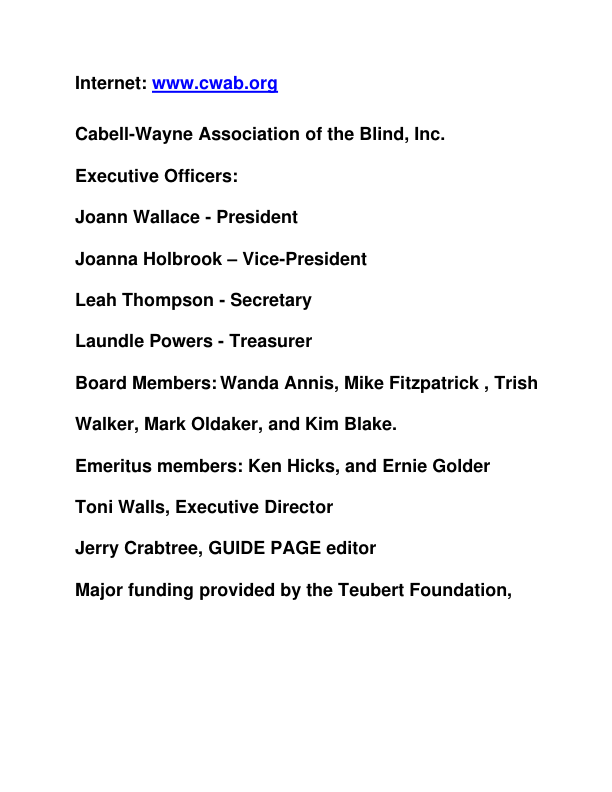 Internet: www.cwab.org
Cabell-Wayne Association of the Blind, Inc.
Executive Officers:
Joann Wallace - President
Joanna Holbrook – Vice-President
Leah Thompson - Secretary
Laundle Powers - Treasurer
Board Members: Wanda Annis, Mike Fitzpatrick , Trish
Walker, Mark Oldaker, and Kim Blake.
Emeritus members: Ken Hicks, and Ernie Golder
Toni Walls, Executive Director
Jerry Crabtree, GUIDE PAGE editor
Major funding provided by the Teubert Foundation,